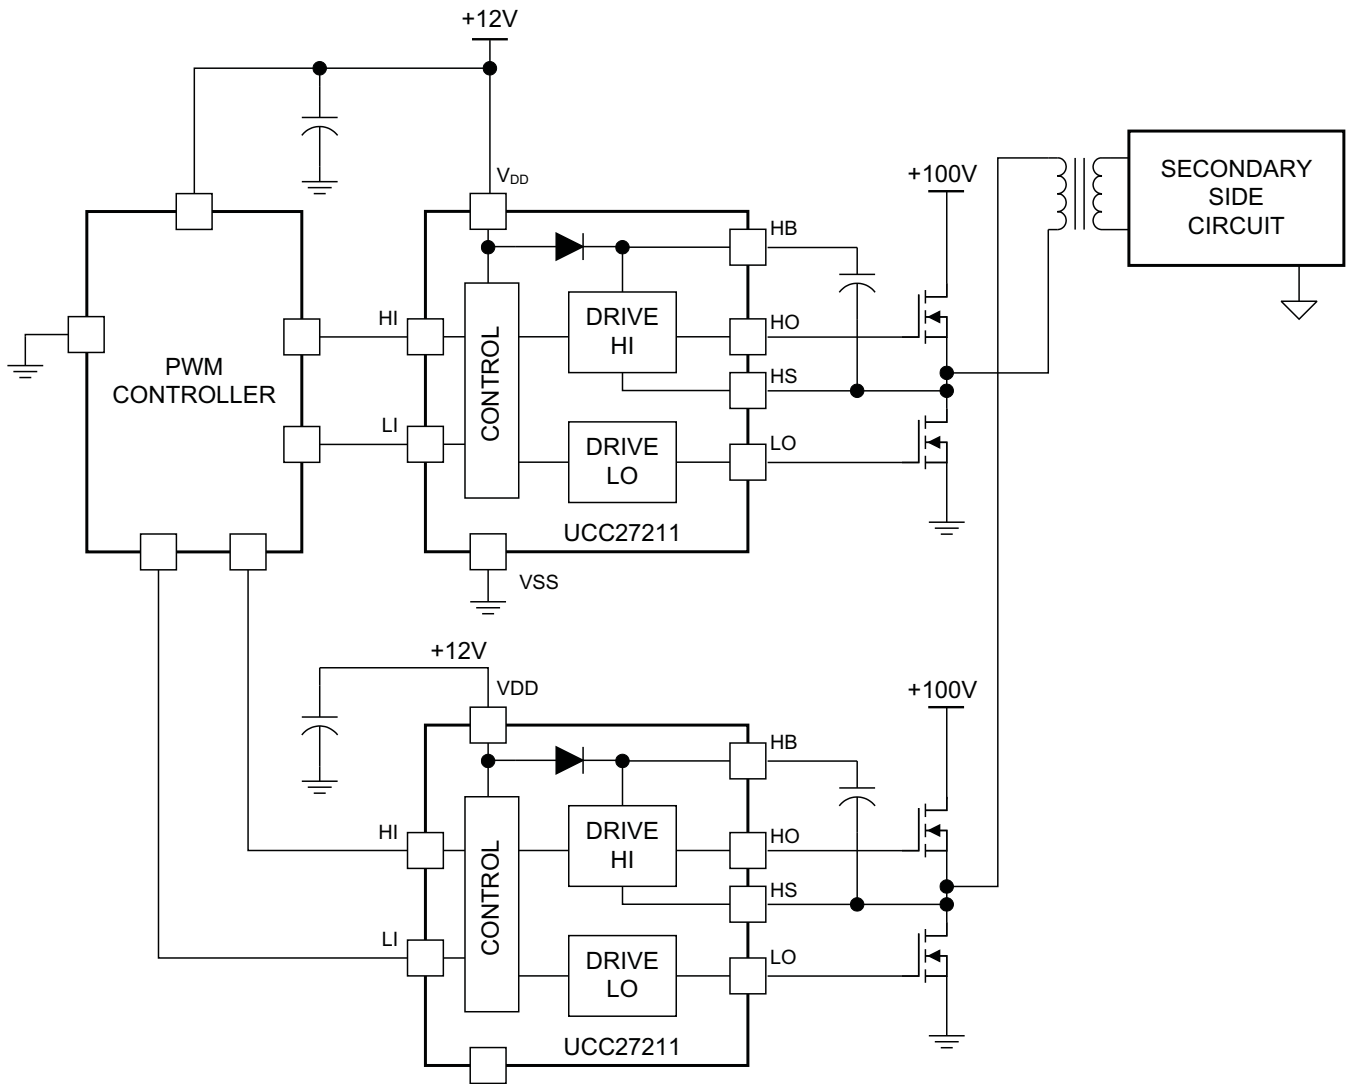 +12V
VDD
+100V
SECONDARY
SIDE
CIRCUIT
HB
HI
DRIVE
HI
HO
PWM
CONTROLLER
CONTROL
HS
LI
DRIVE
LO
LO
UCC27211
VSS
+12V
VDD
+100V
HB
HI
DRIVE
HI
HO
CONTROL
HS
LI
DRIVE
LO
LO
UCC27211